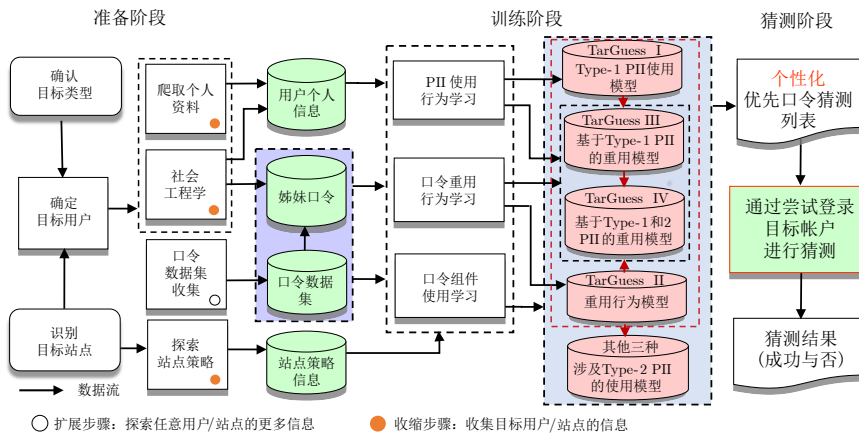 准备阶段
训练阶段
猜测阶段
确认
目标类型
确定
目标用户
识别
目标站点
爬取个人
资料
社会
工程学
口令
数据集
收集
探索
站点策略
用户个人
信息
姊妹口令
口令数据
集
站点策略
信息
PⅡ 使用
行为学习
口令重用
行为学习
口令组件
使用学习
TarGuess Ⅰ
Type-1 PⅡ使用
模型
TarGuess Ⅲ
基于Type-1 PⅡ
的重用模型
TarGuess Ⅳ
基于Type-1和2
PⅡ的重用模型
TarGuess Ⅱ
重用行为模型
其他三种
涉及Type-2 PⅡ
的使用模型
个性化
优先口令猜测
列表
通过尝试登录
目标帐户
进行猜测
猜测结果
(成功与否)
数据流
扩展步骤：探索任意用户/站点的更多信息
收缩步骤：收集目标用户/站点的信息